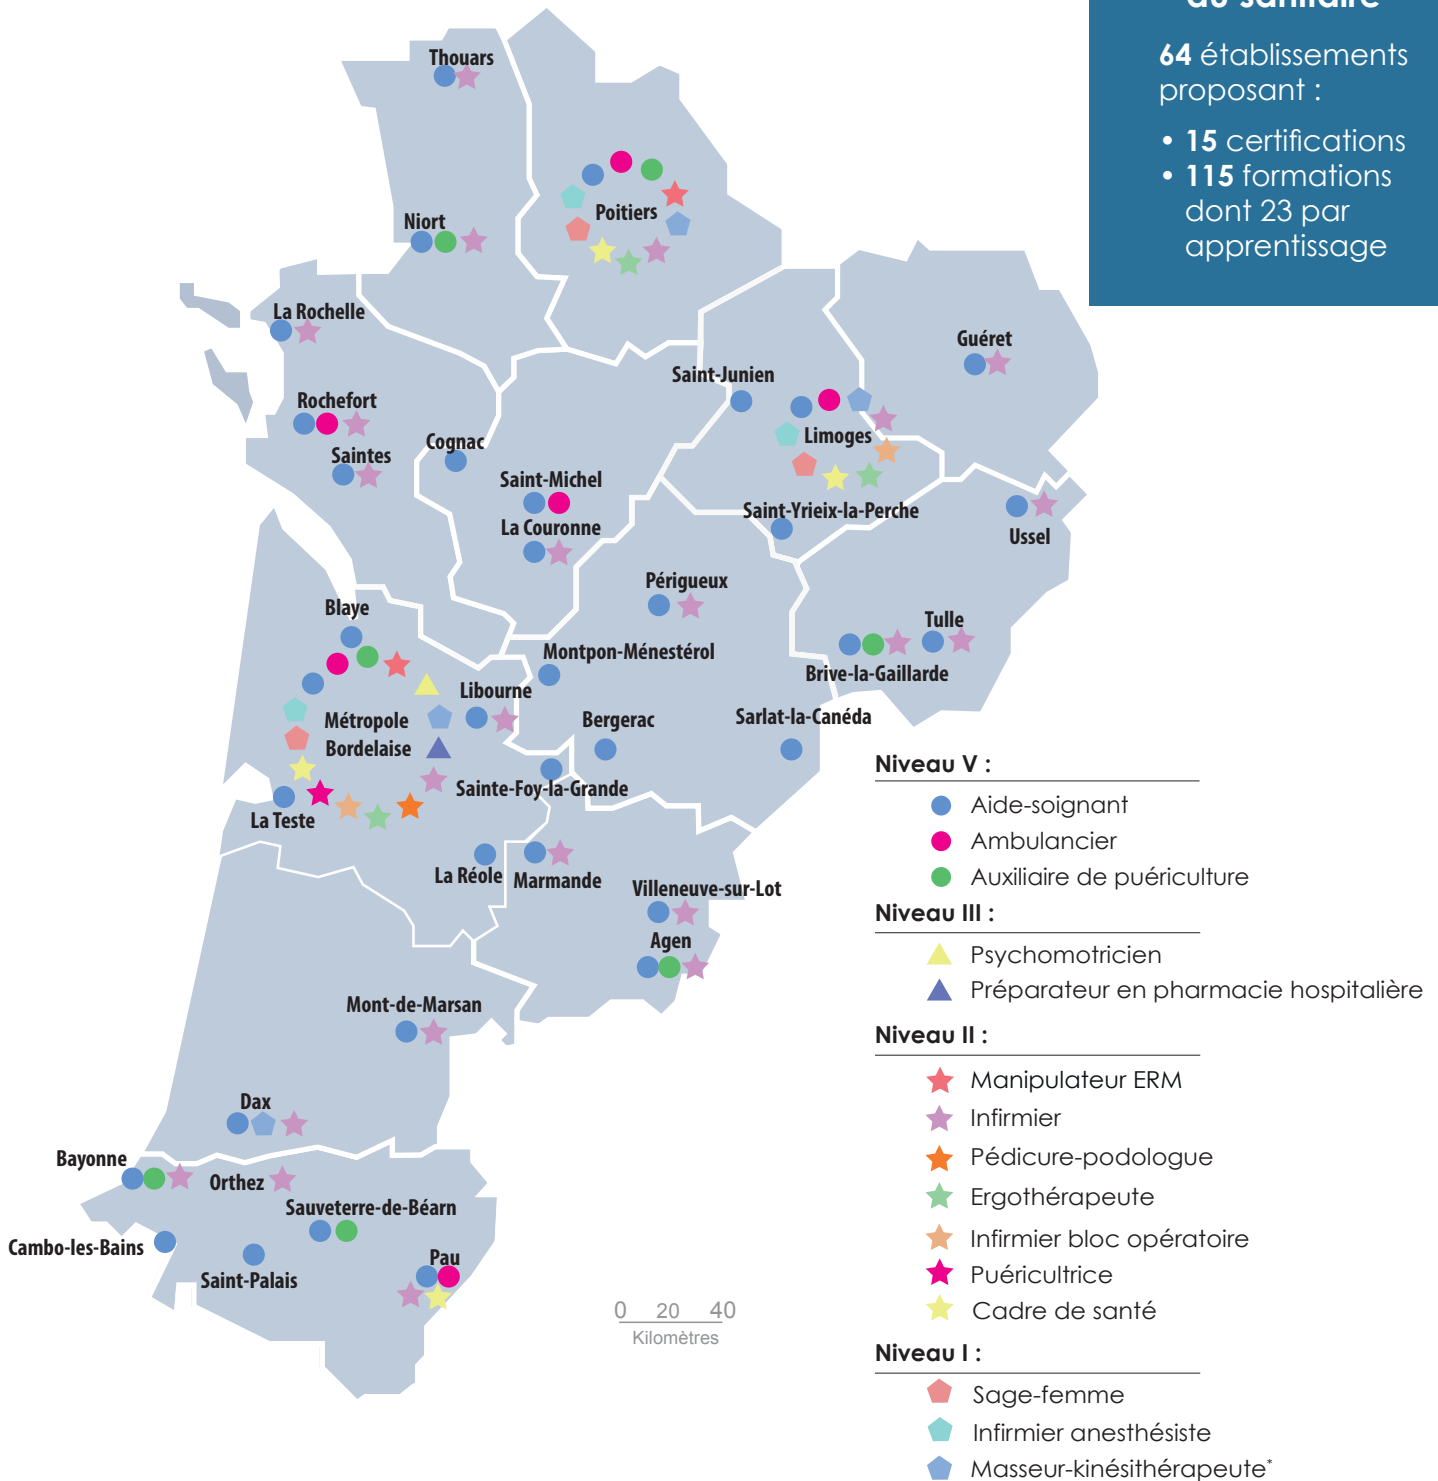 au sanitaire
64 établissements
proposant :
• 15 certifications
• 115 formations
dont 23 par
apprentissage
Thouars
Poitiers
Niort
La Rochelle
Guéret
Saint-Junien
Rochefort
Limoges
Cognac
Saintes
Saint-Michel
Saint-Yrieix-la-Perche
La Couronne
Ussel
Périgueux
Blaye
Tulle
Montpon-Ménestérol
Brive-la-Gaillarde
Libourne
Métropole
Bordelaise
Bergerac
Sarlat-la-Canéda
Sainte-Foy-la-Grande
La Teste
La Réole
Marmande
Villeneuve-sur-Lot
Agen
Mont-de-Marsan
Dax
Bayonne
Orthez
Sauveterre-de-Béarn
Cambo-les-Bains
Saint-Palais
Pau
0 20 40
Kilomètres
Niveau V :
Aide-soignant
Ambulancier
Auxiliaire de puériculture
Niveau III :
Psychomotricien
Préparateur en pharmacie hospitalière
Niveau II :
Manipulateur ERM
Infirmier
Pédicure-podologue
Ergothérapeute
Infirmier bloc opératoire
Puéricultrice
Cadre de santé
Niveau I :
Sage-femme
Infirmier anesthésiste
Masseur-kinésithérapeute*